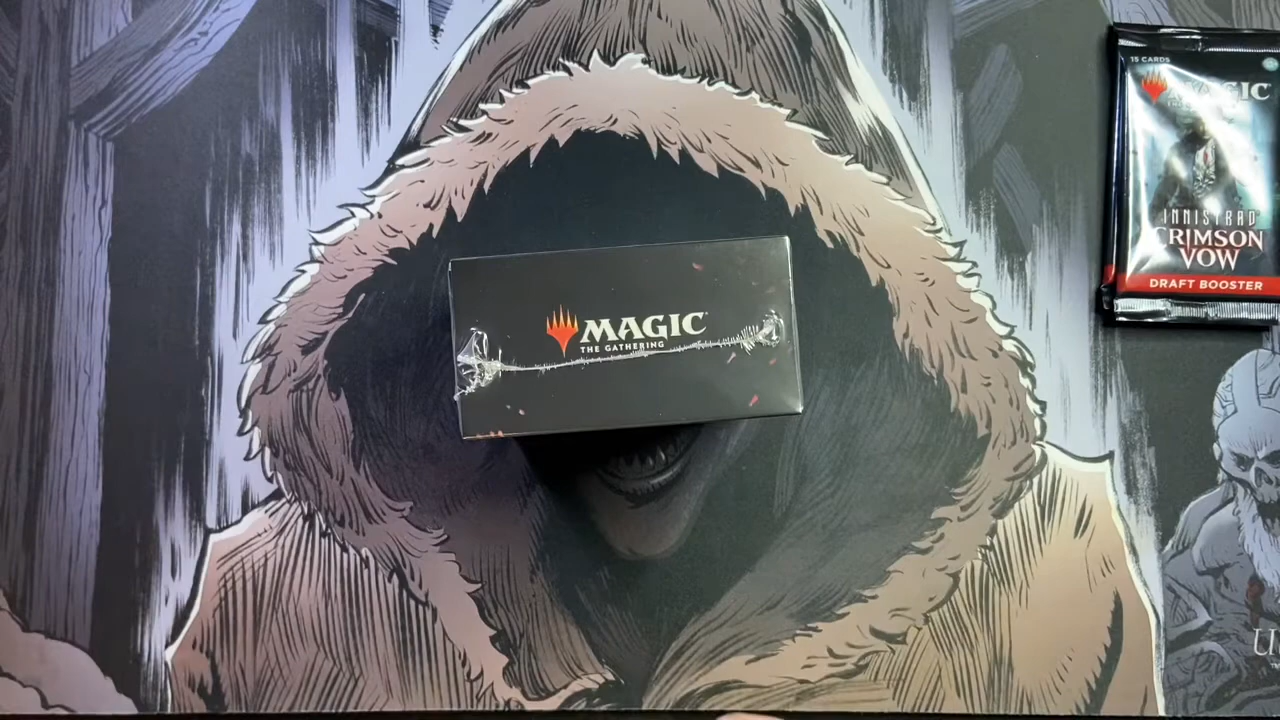 MAGIC
THE GATHERING
15 CARDS
MAGIC
INNISTRAD
CRIMSON
VOW
DRAFT BOOSTER